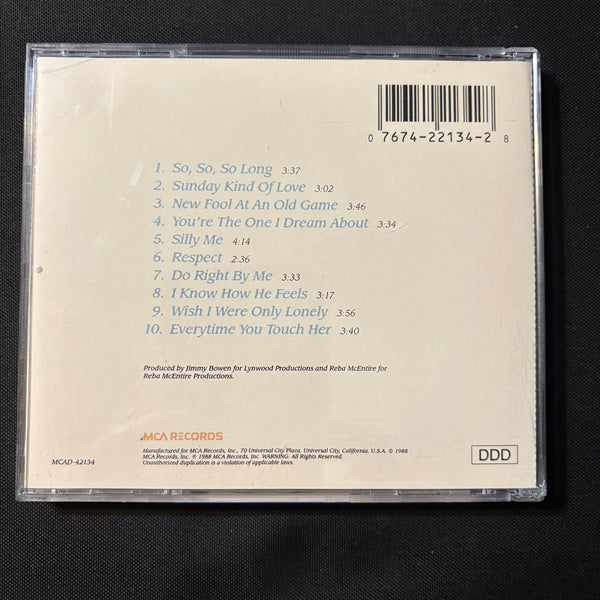 0 7674-22134-2 8
1. So, So, So Long 3:37
2. Sunday Kind Of Love 3:02
3. New Fool At An Old Game 3:46
4. You're The One I Dream About 3:34
5. Silly Me 4:14
6. Respect 2:36
7. Do Right By Me 3:33
8. I Know How He Feels 3:17
9. Wish I Were Only Lonely 3:56
10. Everytime You Touch Her 3:40
Produced by Jimmy Bowen for Lynwood Productions and Reba McEntire for
Reba McEntire Productions.
MCA RECORDS
Manufactured for MCA Records, Inc., 70 Universal City Plaza, Universal City, California, U.S.A. © 1988
MCA Records, Inc. ℗ 1988 MCA Records, Inc. WARNING: All Rights Reserved.
Unauthorized duplication is a violation of applicable laws.
MCAD-42134
DDD